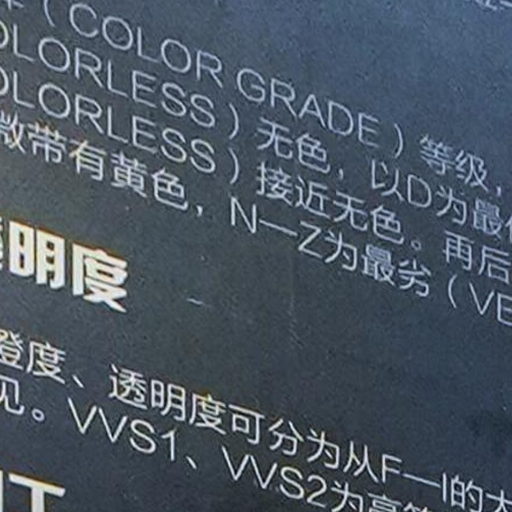 （COLOR GRADE）等级，
OLORLESS）无色，以D为最
OLORLESS）接近无色。再后
微带有黄色，N—Z为最劣（VE
透明度
澄度、透明度可分为从F—I的
见。VVS1、VVS2为高
IT